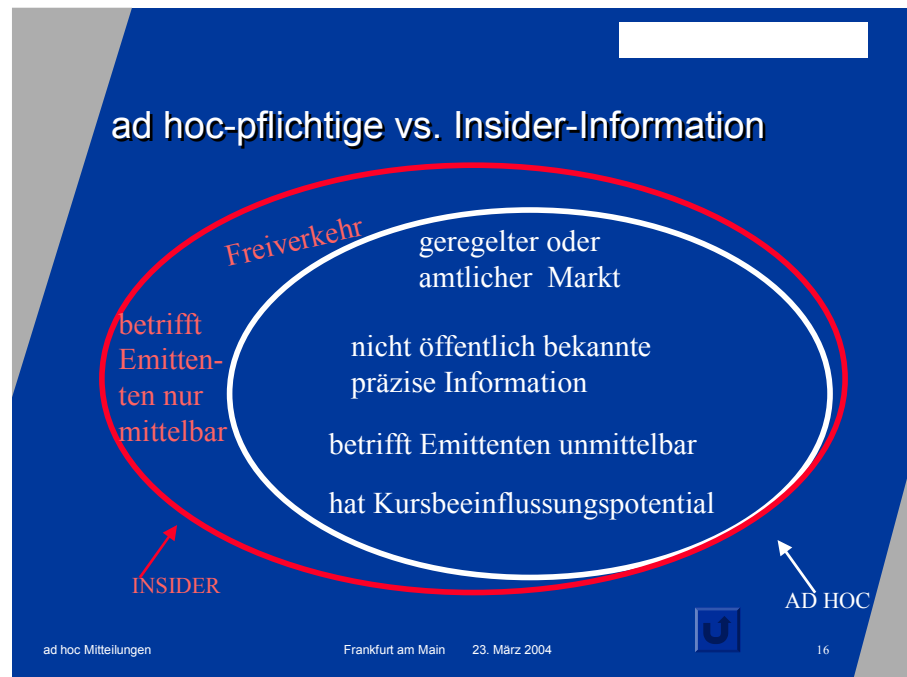 ad hoc-pflichtige vs. Insider-Information
Freiverkehr
geregelter oder
amtlicher Markt
betrifft
Emitten-
ten nur
mittelbar
nicht öffentlich bekannte
präzise Information
betrifft Emittenten unmittelbar
hat Kursbeeinflussungspotential
INSIDER
AD HOC
ad hoc Mitteilungen Frankfurt am Main 23. März 2004 16